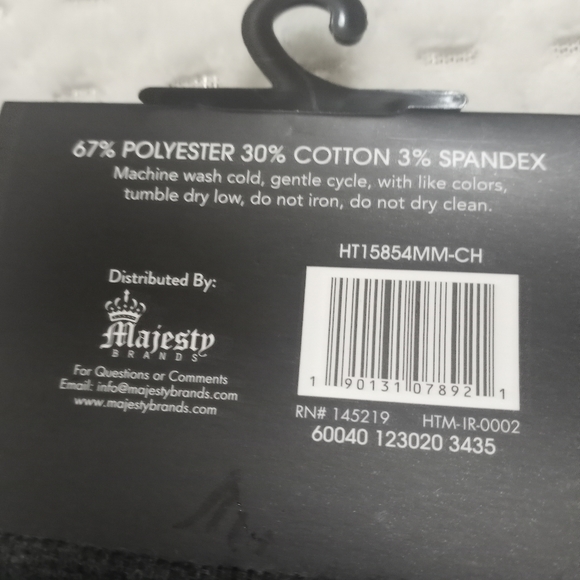 67% POLYESTER 30% COTTON 3% SPANDEX
Machine wash cold, gentle cycle, with like colors,
tumble dry low, do not iron, do not dry clean.
HT15854MM-CH
Distributed By:
Majesty
BRANDS
For Questions or Comments
Email: info@majestybrands.com
www.majestybrands.com
1 90131 07892 1
RN# 145219 HTM-IR-0002
60040 123020 3435